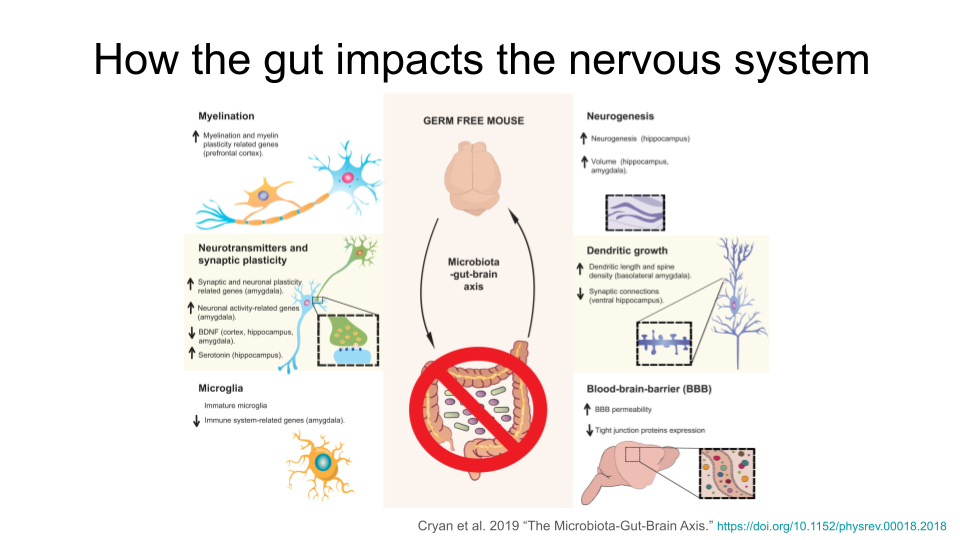 How the gut impacts the nervous system
Myelination
↑ Myelination and myelin
plasticity related genes
(prefrontal cortex).
Neurotransmitters and
synaptic plasticity
↑ Synaptic and neuronal plasticity
related genes (amygdala).
↑ Neuronal activity-related genes
(amygdala).
↓ BDNF (cortex, hippocampus,
amygdala).
↑ Serotonin (hippocampus).
Microglia
Immature microglia
↓ Immune system-related genes (amygdala).
GERM FREE MOUSE
Microbiota
-gut-brain
axis
Neurogenesis
↑ Neurogenesis (hippocampus)
↑ Volume (hippocampus,
amygdala).
Dendritic growth
↑ Dendritic length and spine
density (basolateral amygdala).
↓ Synaptic connections
(ventral hippocampus).
Blood-brain-barrier (BBB)
↑ BBB permeability
↓ Tight junction proteins expression
Cryan et al. 2019 “The Microbiota-Gut-Brain Axis.” https://doi.org/10.1152/physrev.00018.2018